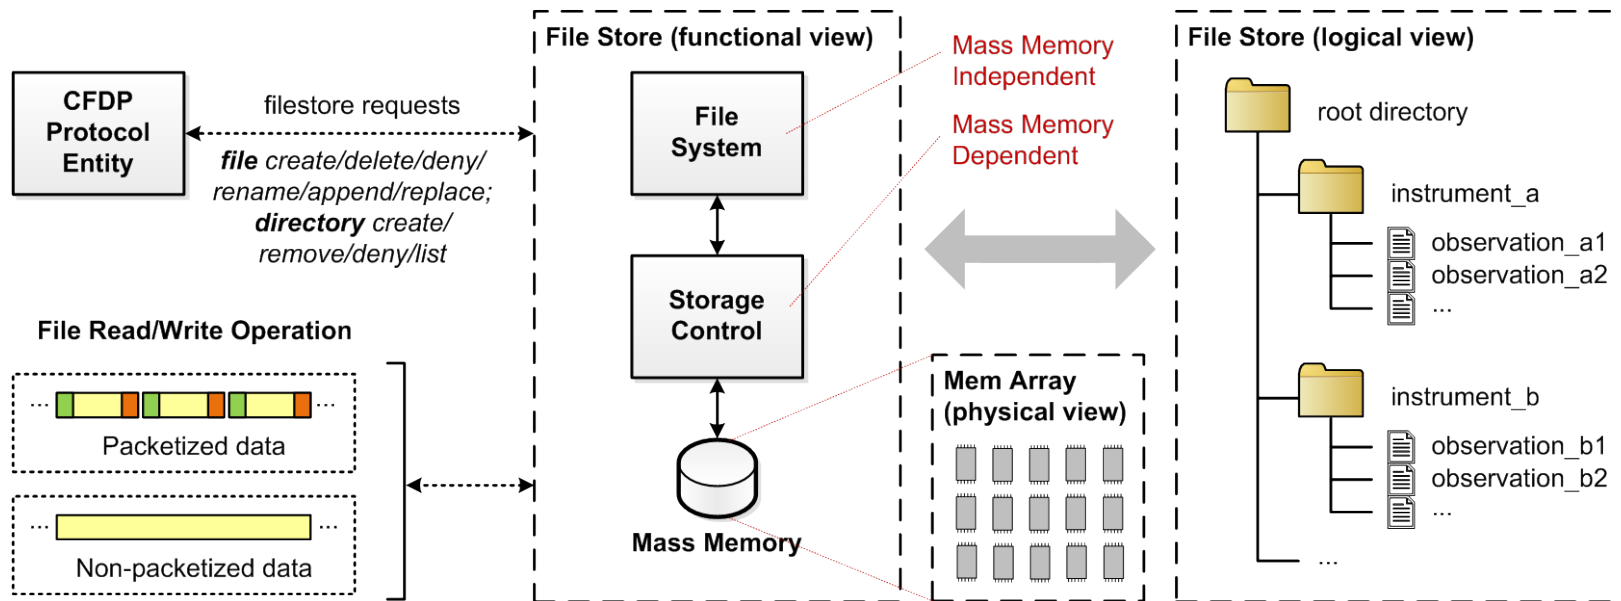 CFDP
Protocol
Entity
filestore requests
file create/delete/deny/
rename/append/replace;
directory create/
remove/deny/list
File Read/Write Operation
... ...
Packetized data
... ...
Non-packetized data
File Store (functional view)
File
System
Storage
Control
Mass Memory
Mass Memory
Independent
Mass Memory
Dependent
Mem Array
(physical view)
File Store (logical view)
root directory
instrument_a
observation_a1
observation_a2
...
instrument_b
observation_b1
observation_b2
...
...